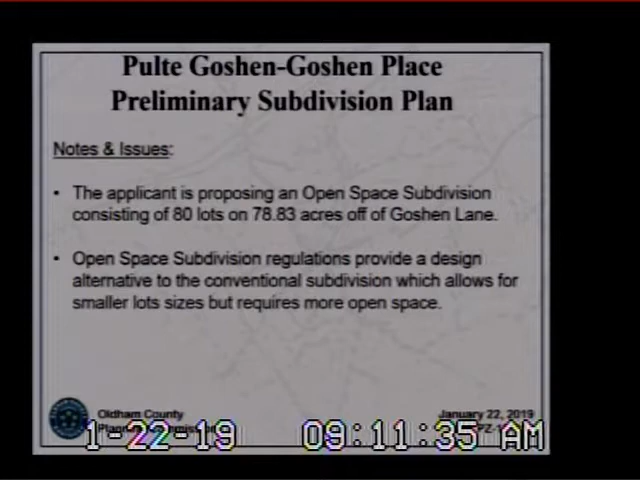 Pulte Goshen-Goshen Place
Preliminary Subdivision Plan
Notes & Issues:
• The applicant is proposing an Open Space Subdivision
consisting of 80 lots on 78.83 acres off of Goshen Lane.
• Open Space Subdivision regulations provide a design
alternative to the conventional subdivision which allows for
smaller lots sizes but requires more open space.
Oldham County
January 22, 2019
1-22-19 09:11:35 AM